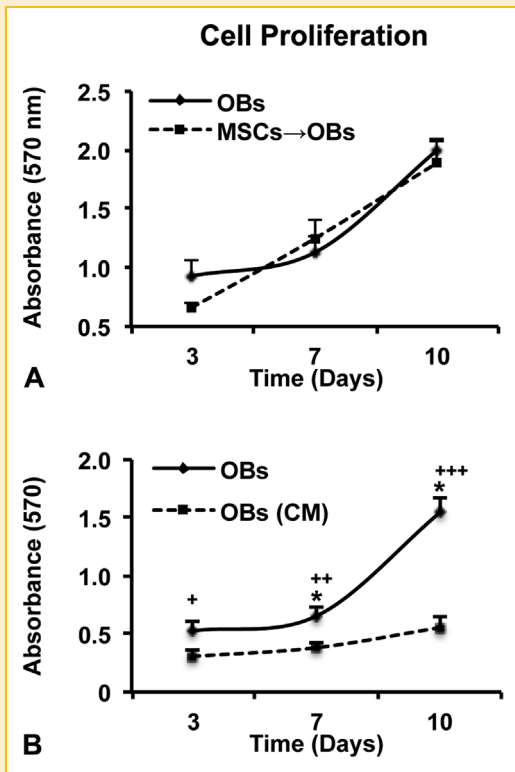 Cell Proliferation
2.5
2.0
1.5
1.0
0.5
Absorbance (570 nm)
OBs
MSCs→OBs
3 7 10
Time (Days)
A
2.0
1.5
1.0
0.5
0
Absorbance (570)
OBs
OBs (CM)
+
++
*
+++
*
3 7 10
Time (Days)
B